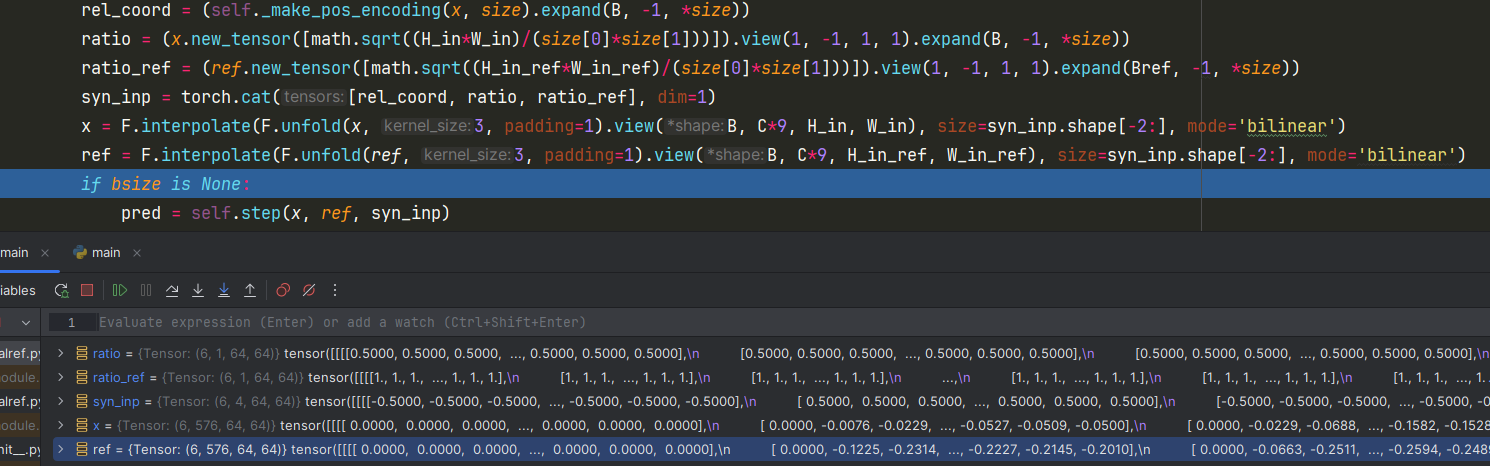 rel_coord = (self._make_pos_encoding(x, size).expand(B, -1, *size))
ratio = (x.new_tensor([math.sqrt((H_in*W_in)/(size[0]*size[1]))]).view(1, -1, 1, 1).expand(B, -1, *size))
ratio_ref = (ref.new_tensor([math.sqrt((H_in_ref*W_in_ref)/(size[0]*size[1]))]).view(1, -1, 1, 1).expand(Bref, -1, *size))
syn_inp = torch.cat(tensors: [rel_coord, ratio, ratio_ref], dim=1)
x = F.interpolate(F.unfold(x, kernel_size: 3, padding=1).view(*shape: B, C*9, H_in, W_in), size=syn_inp.shape[-2:], mode='bilinear')
ref = F.interpolate(F.unfold(ref, kernel_size: 3, padding=1).view(*shape: B, C*9, H_in_ref, W_in_ref), size=syn_inp.shape[-2:], mode='bilinear')
if bsize is None:
pred = self.step(x, ref, syn_inp)
main × main ×
iables
1 Evaluate expression (Enter) or add a watch (Ctrl+Shift+Enter)
alref.py ratio = {Tensor: (6, 1, 64, 64)} tensor([[[[0.5000, 0.5000, 0.5000, ..., 0.5000, 0.5000, 0.5000],\n [0.5000, 0.5000, 0.5000, ..., 0.5000, 0.5000, 0.5000],\n [0.5000, 0.5000, 0.5000, ..., 0.5000, 0.5000, 0.5000],\n
nodule. ratio_ref = {Tensor: (6, 1, 64, 64)} tensor([[[[1., 1., 1., ..., 1., 1., 1.],\n [1., 1., 1., ..., 1., 1., 1.],\n [1., 1., 1., ..., 1., 1., 1.],\n ...,\n [1., 1., 1., ..., 1., 1., 1.],\n [1., 1., 1., ..., 1., 1., 1.],\n [1., 1., 1., ..., 1.
alref.py syn_inp = {Tensor: (6, 4, 64, 64)} tensor([[[[-0.5000, -0.5000, -0.5000, ..., -0.5000, -0.5000, -0.5000],\n [ 0.5000, 0.5000, 0.5000, ..., 0.5000, 0.5000, 0.5000],\n [-0.5000, -0.5000, -0.5000, ..., -0.5000, -0
nodule. x = {Tensor: (6, 576, 64, 64)} tensor([[[[ 0.0000, 0.0000, 0.0000, ..., 0.0000, 0.0000, 0.0000],\n [ 0.0000, -0.0076, -0.0229, ..., -0.0527, -0.0509, -0.0500],\n [ 0.0000, -0.0229, -0.0688, ..., -0.1582, -0.1528
nit__.py ref = {Tensor: (6, 576, 64, 64)} tensor([[[[ 0.0000, 0.0000, 0.0000, ..., 0.0000, 0.0000, 0.0000],\n [ 0.0000, -0.1225, -0.2314, ..., -0.2227, -0.2145, -0.2010],\n [ 0.0000, -0.0663, -0.2511, ..., -0.2594, -0.2489